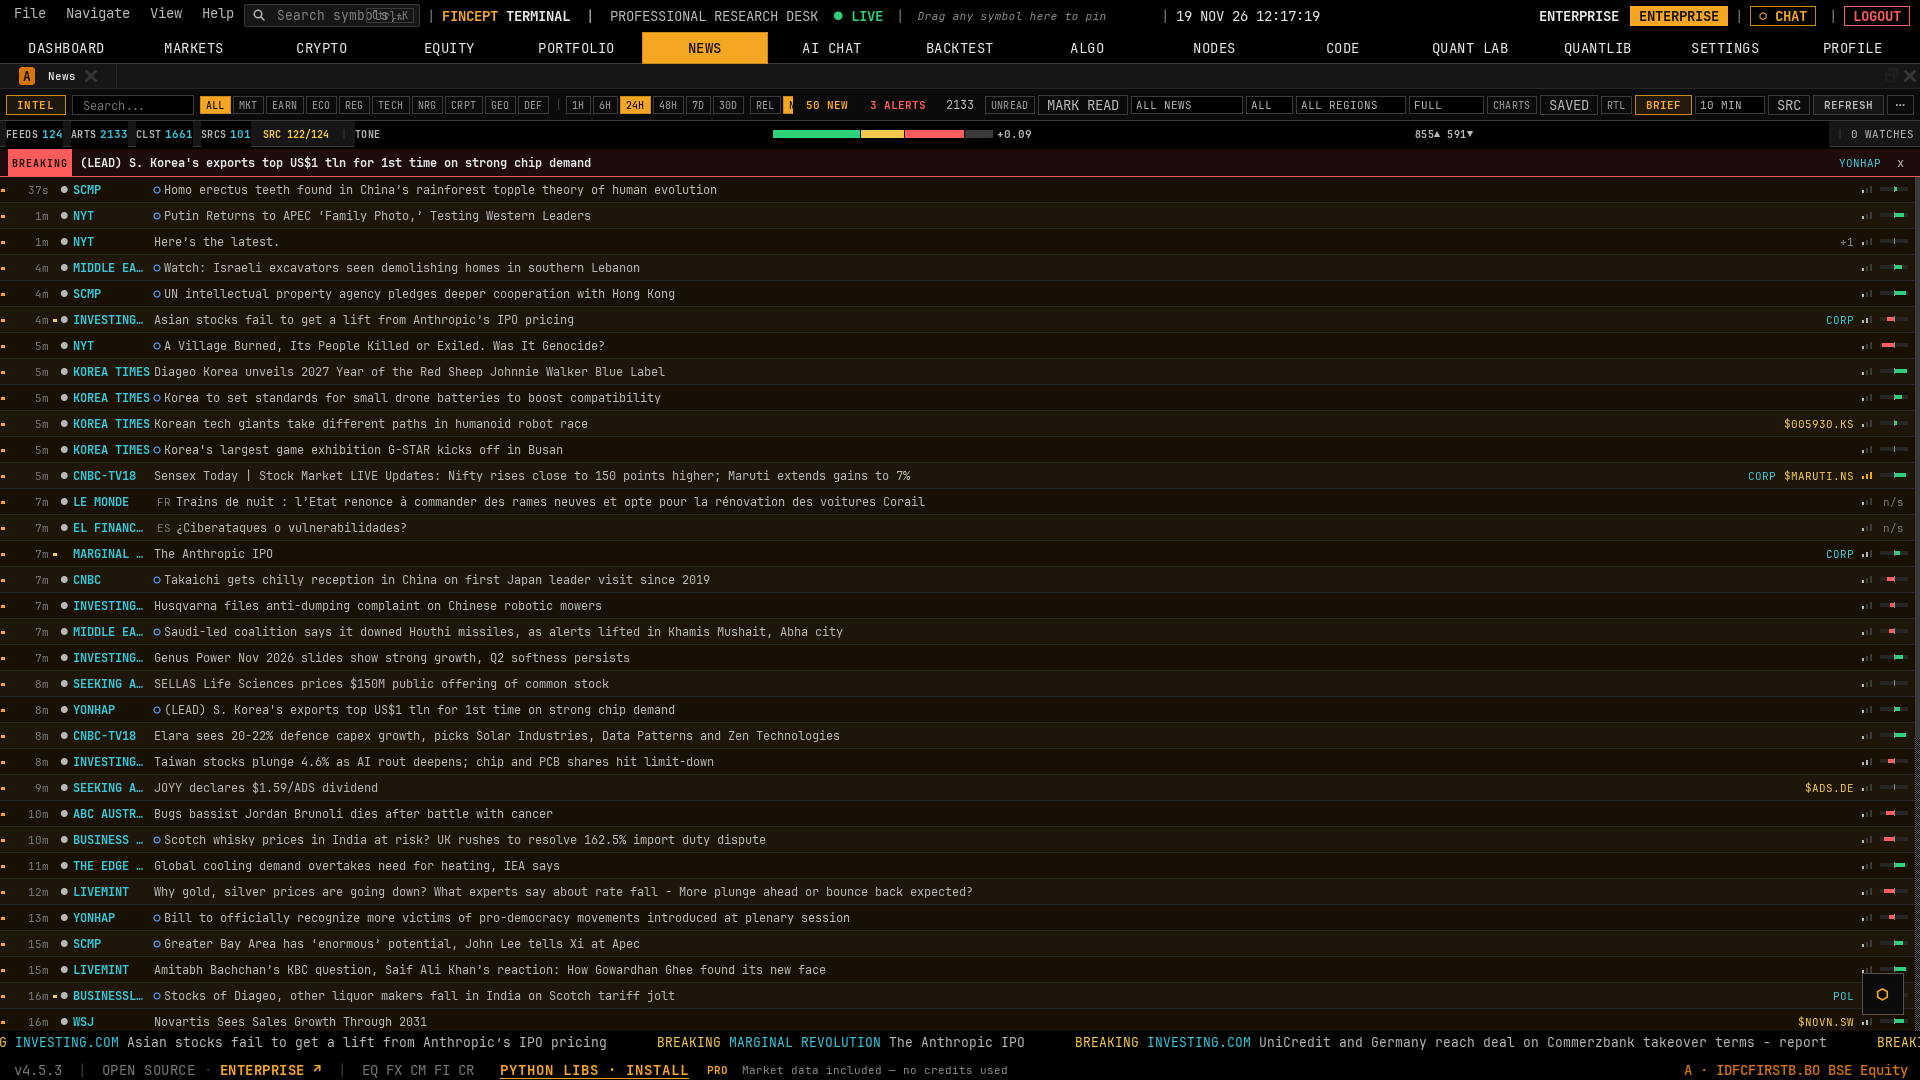 File Navigate View Help | FINCEPT TERMINAL | PROFESSIONAL RESEARCH DESK ● LIVE | Drag any symbol here to pin | 19 NOV 26 12:17:19 ENTERPRISE ENTERPRISE | CHAT | LOGOUT
DASHBOARD MARKETS CRYPTO EQUITY PORTFOLIO NEWS AI CHAT BACKTEST ALGO NODES CODE QUANT LAB QUANTLIB SETTINGS PROFILE
A News
INTEL Search... ALL MKT EARN ECO REG TECH NRG CRPT GEO DEF | 1H 6H 24H 48H 7D 30D REL 50 NEW 3 ALERTS 2133 UNREAD MARK READ ALL NEWS ALL ALL REGIONS FULL CHARTS SAVED RTL BRIEF 10 MIN SRC REFRESH ⋯
FEEDS 124 ARTS 2133 CLST 1661 SRCS 101 SRC 122/124 | TONE +0.09 855▲ 591▼ | 0 WATCHES
BREAKING (LEAD) S. Korea's exports top US$1 tln for 1st time on strong chip demand YONHAP x
37s SCMP Homo erectus teeth found in China’s rainforest topple theory of human evolution
1m NYT Putin Returns to APEC ‘Family Photo,’ Testing Western Leaders
1m NYT Here’s the latest. +1
4m MIDDLE EA… Watch: Israeli excavators seen demolishing homes in southern Lebanon
4m SCMP UN intellectual property agency pledges deeper cooperation with Hong Kong
4m INVESTING… Asian stocks fail to get a lift from Anthropic’s IPO pricing CORP
5m NYT A Village Burned, Its People Killed or Exiled. Was It Genocide?
5m KOREA TIMES Diageo Korea unveils 2027 Year of the Red Sheep Johnnie Walker Blue Label
5m KOREA TIMES Korea to set standards for small drone batteries to boost compatibility
5m KOREA TIMES Korean tech giants take different paths in humanoid robot race $005930.KS
5m KOREA TIMES Korea's largest game exhibition G-STAR kicks off in Busan
5m CNBC-TV18 Sensex Today | Stock Market LIVE Updates: Nifty rises close to 150 points higher; Maruti extends gains to 7% CORP $MARUTI.NS
7m LE MONDE FR Trains de nuit : l’Etat renonce à commander des rames neuves et opte pour la rénovation des voitures Corail n/s
7m EL FINANC… ES ¿Ciberataques o vulnerabilidades? n/s
7m MARGINAL … The Anthropic IPO CORP
7m CNBC Takaichi gets chilly reception in China on first Japan leader visit since 2019
7m INVESTING… Husqvarna files anti-dumping complaint on Chinese robotic mowers
7m MIDDLE EA… Saudi-led coalition says it downed Houthi missiles, as alerts lifted in Khamis Mushait, Abha city
7m INVESTING… Genus Power Nov 2026 slides show strong growth, Q2 softness persists
8m SEEKING A… SELLAS Life Sciences prices $150M public offering of common stock
8m YONHAP (LEAD) S. Korea's exports top US$1 tln for 1st time on strong chip demand
8m CNBC-TV18 Elara sees 20-22% defence capex growth, picks Solar Industries, Data Patterns and Zen Technologies
8m INVESTING… Taiwan stocks plunge 4.6% as AI rout deepens; chip and PCB shares hit limit-down
9m SEEKING A… JOYY declares $1.59/ADS dividend $ADS.DE
10m ABC AUSTR… Bugs bassist Jordan Brunoli dies after battle with cancer
10m BUSINESS … Scotch whisky prices in India at risk? UK rushes to resolve 162.5% import duty dispute
11m THE EDGE … Global cooling demand overtakes need for heating, IEA says
12m LIVEMINT Why gold, silver prices are going down? What experts say about rate fall - More plunge ahead or bounce back expected?
13m YONHAP Bill to officially recognize more victims of pro-democracy movements introduced at plenary session
15m SCMP Greater Bay Area has ‘enormous’ potential, John Lee tells Xi at Apec
15m LIVEMINT Amitabh Bachchan’s KBC question, Saif Ali Khan’s reaction: How Gowardhan Ghee found its new face
16m BUSINESSL… Stocks of Diageo, other liquor makers fall in India on Scotch tariff jolt POL
16m WSJ Novartis Sees Sales Growth Through 2031 $NOVN.SW
G INVESTING.COM Asian stocks fail to get a lift from Anthropic’s IPO pricing BREAKING MARGINAL REVOLUTION The Anthropic IPO BREAKING INVESTING.COM UniCredit and Germany reach deal on Commerzbank takeover terms - report BREAKI
v4.5.3 | OPEN SOURCE · ENTERPRISE ↗ | EQ FX CM FI CR PYTHON LIBS · INSTALL PRO Market data included — no credits used A · IDFCFIRSTB.BO BSE Equity